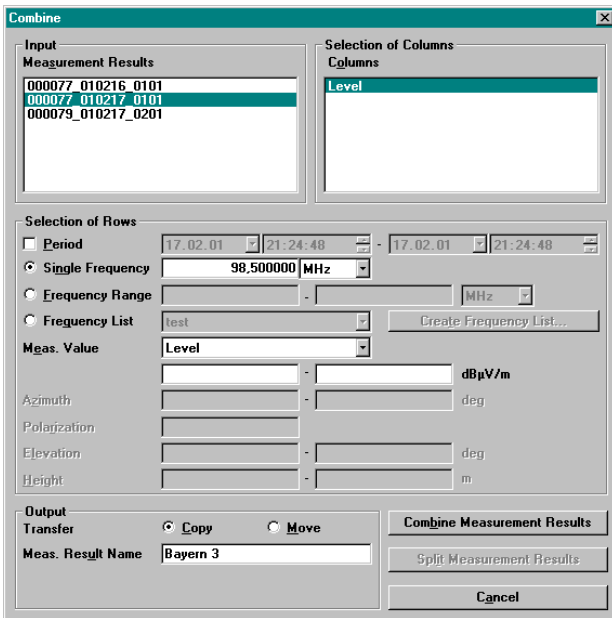 Combine
Input
Measurement Results
000077_010216_0101
000077_010217_0101
000079_010217_0201
Selection of Columns
Columns
Level
Selection of Rows
Period 17.02.01 21:24:48 - 17.02.01 21:24:48
Single Frequency 98,500000 MHz
Frequency Range - MHz
Frequency List test Create Frequency List...
Meas. Value Level
- dBµV/m
Azimuth - deg
Polarization
Elevation - deg
Height - m
Output
Transfer Copy Move
Meas. Result Name Bayern 3
Combine Measurement Results
Split Measurement Results
Cancel